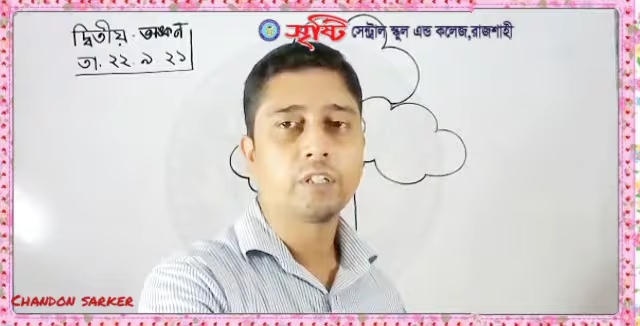 দ্বিতীয়. অঙ্কন
তা. ২২. ৯. ২১
সৃষ্টি সেন্ট্রাল স্কুল এন্ড কলেজ,রাজশাহী
CHANDON SARKER